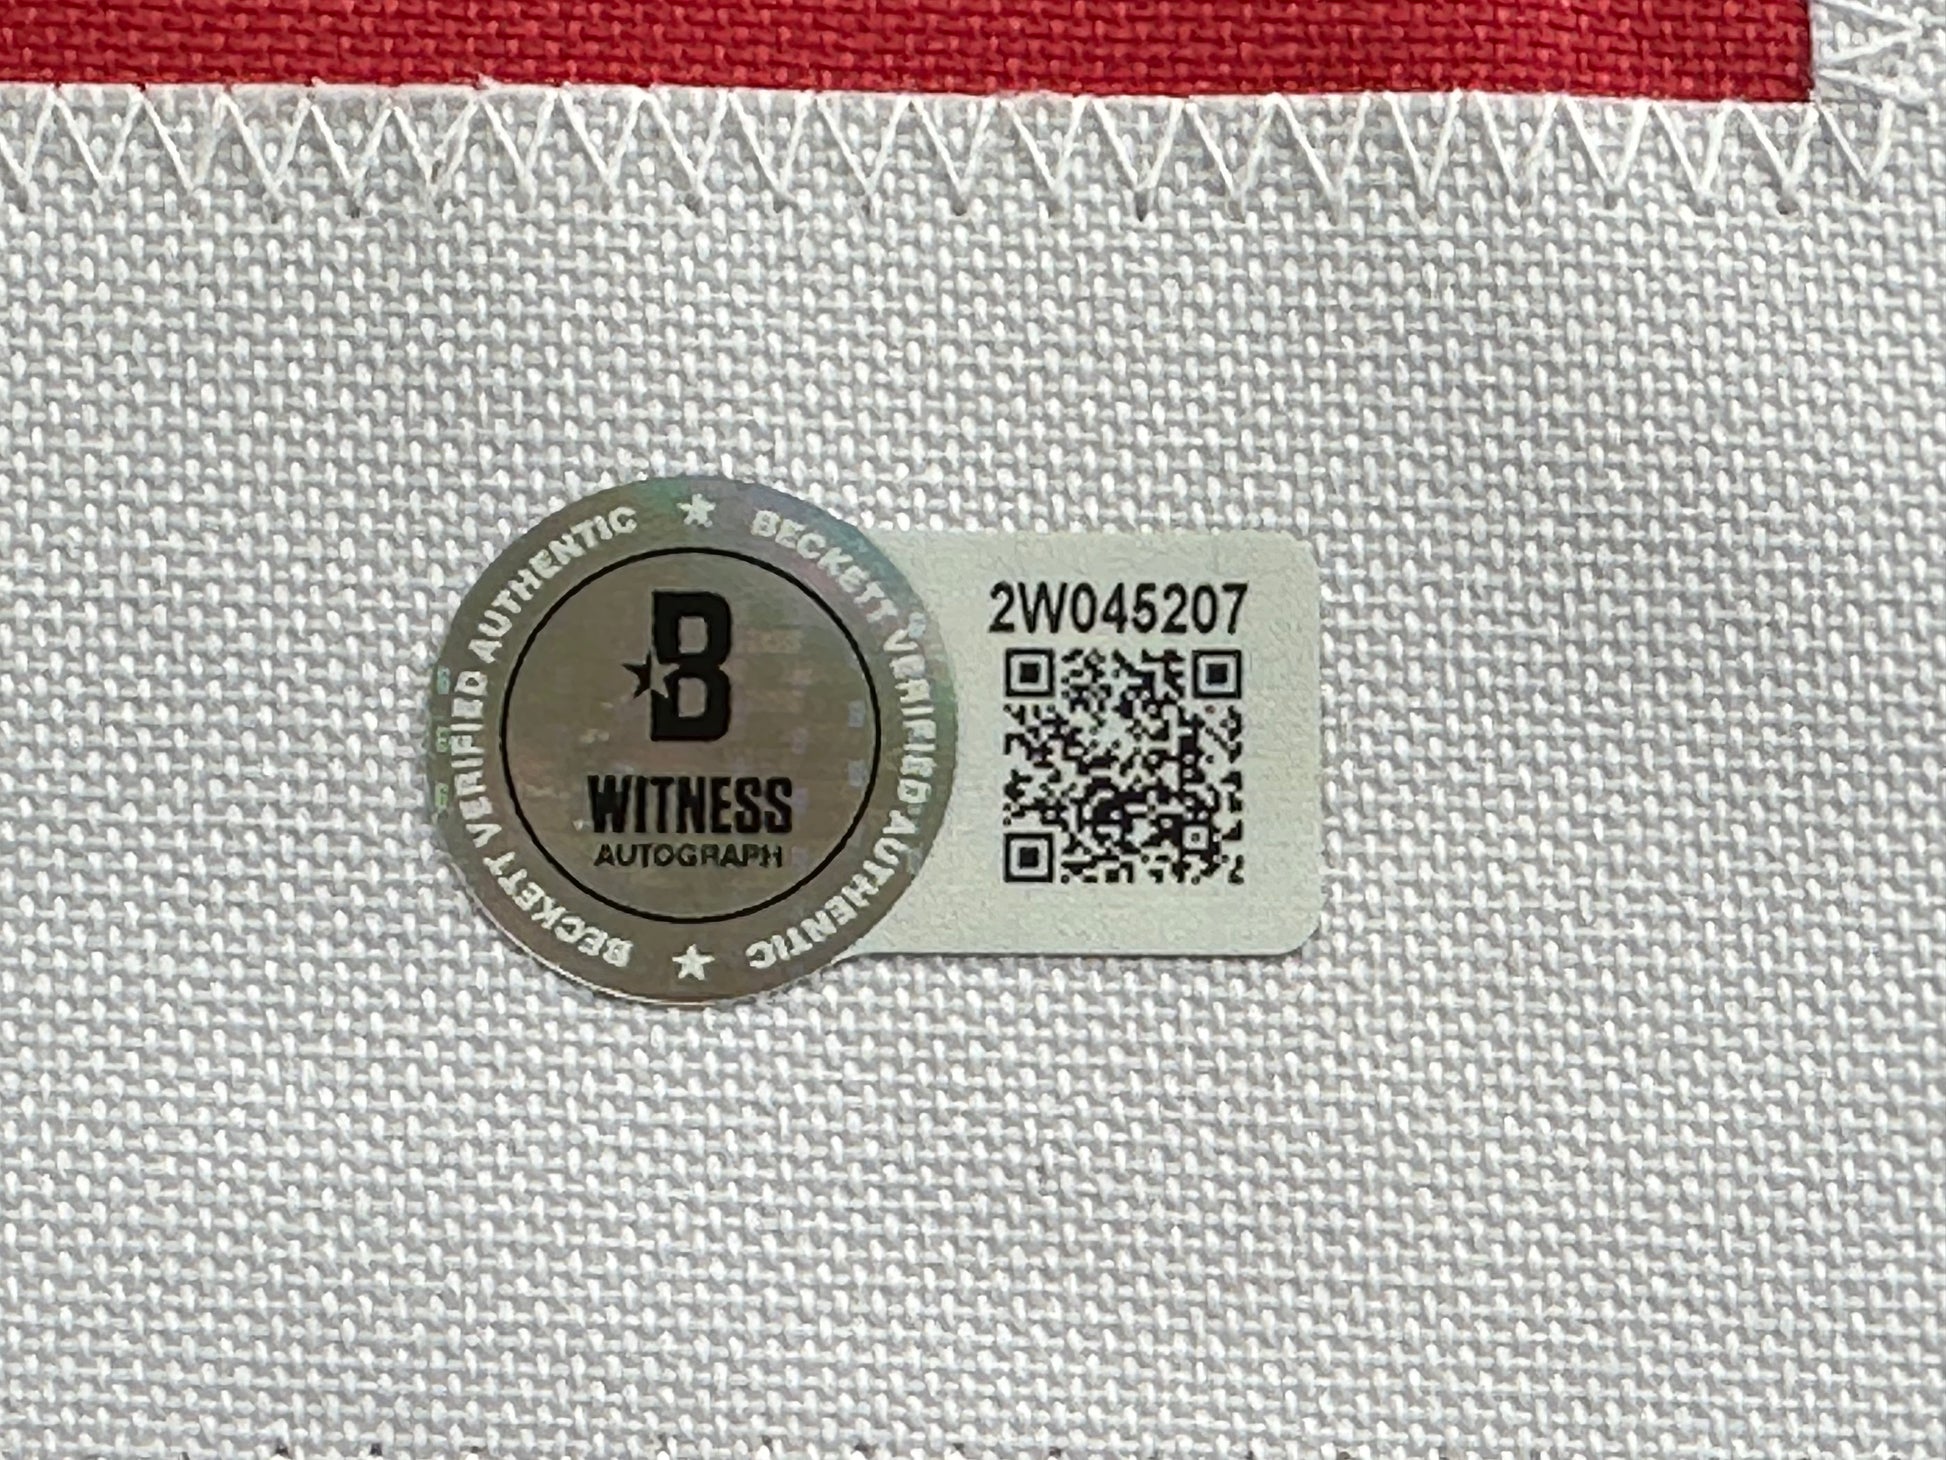 BECKETT VERIFIED AUTHENTIC ★ BECKETT VERIFIED AUTHENTIC ★
B
WITNESS
AUTOGRAPH
2W045207